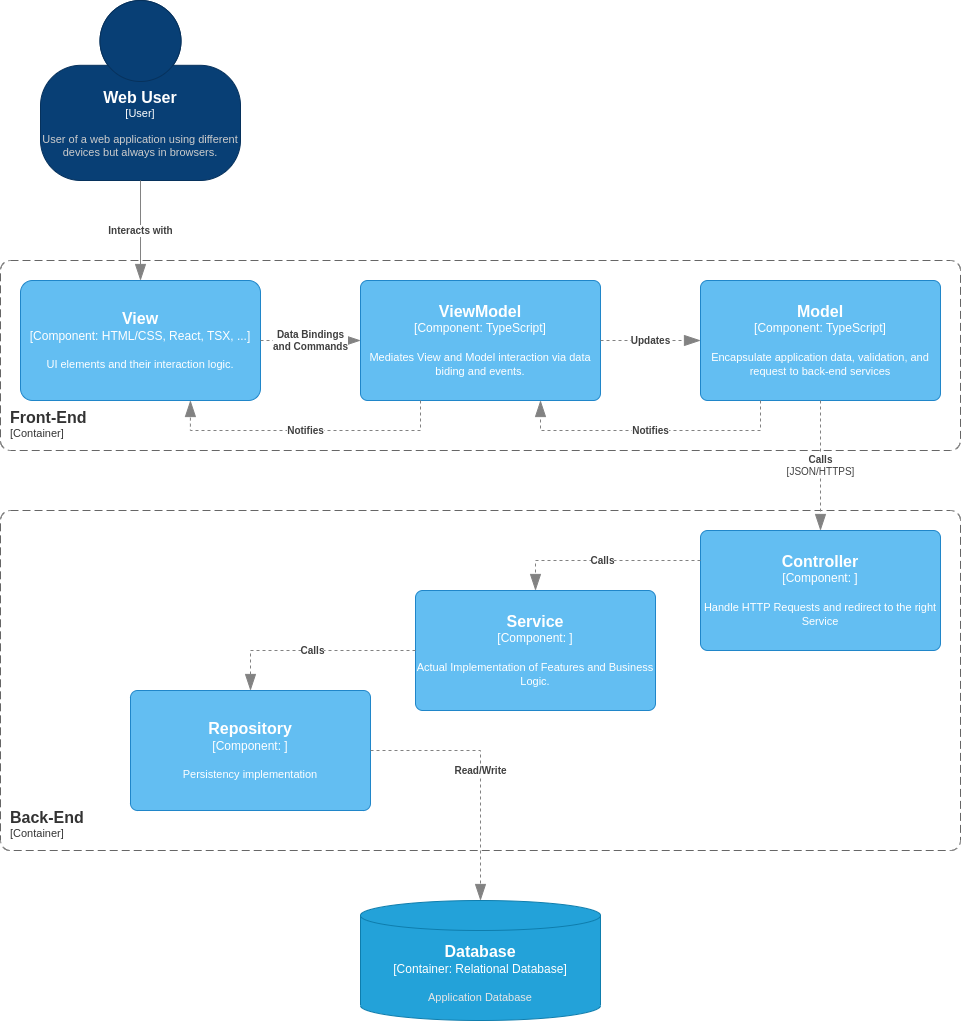 Web User
[User]
User of a web application using different
devices but always in browsers.
Interacts with
View
[Component: HTML/CSS, React, TSX, ...]
UI elements and their interaction logic.
Data Bindings
and Commands
ViewModel
[Component: TypeScript]
Mediates View and Model interaction via data
biding and events.
Updates
Model
[Component: TypeScript]
Encapsulate application data, validation, and
request to back-end services
Notifies
Notifies
Front-End
[Container]
Calls
[JSON/HTTPS]
Controller
[Component: ]
Handle HTTP Requests and redirect to the right
Service
Calls
Service
[Component: ]
Actual Implementation of Features and Business
Logic.
Calls
Repository
[Component: ]
Persistency implementation
Read/Write
Back-End
[Container]
Database
[Container: Relational Database]
Application Database